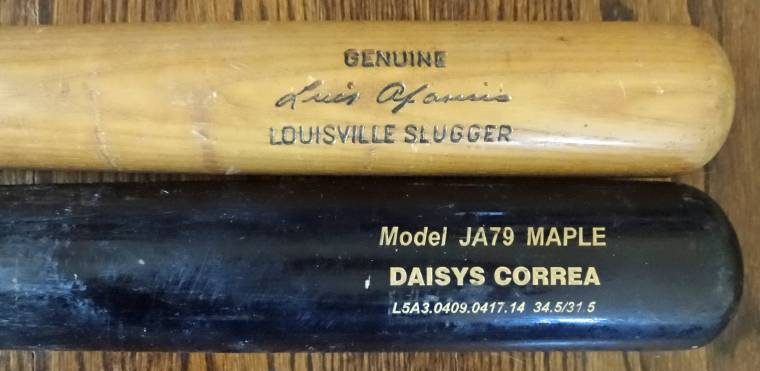 GENUINE
Luis Aparicio
LOUISVILLE SLUGGER
Model JA79 MAPLE
DAISYS CORREA
L5A3.0409.0417.14 34.5/31.5